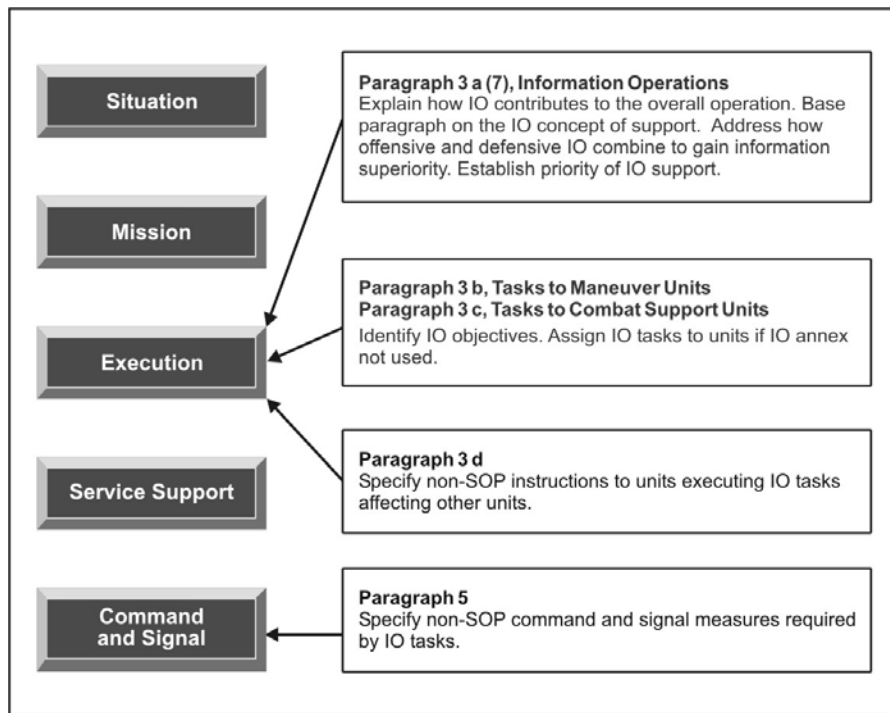 Situation
Mission
Execution
Service Support
Command
and Signal
Paragraph 3 a (7), Information Operations
Explain how IO contributes to the overall operation. Base
paragraph on the IO concept of support.  Address how
offensive and defensive IO combine to gain information
superiority. Establish priority of IO support.
Paragraph 3 b, Tasks to Maneuver Units
Paragraph 3 c, Tasks to Combat Support Units
Identify IO objectives. Assign IO tasks to units if IO annex
not used.
Paragraph 3 d
Specify non-SOP instructions to units executing IO tasks
affecting other units.
Paragraph 5
Specify non-SOP command and signal measures required
by IO tasks.